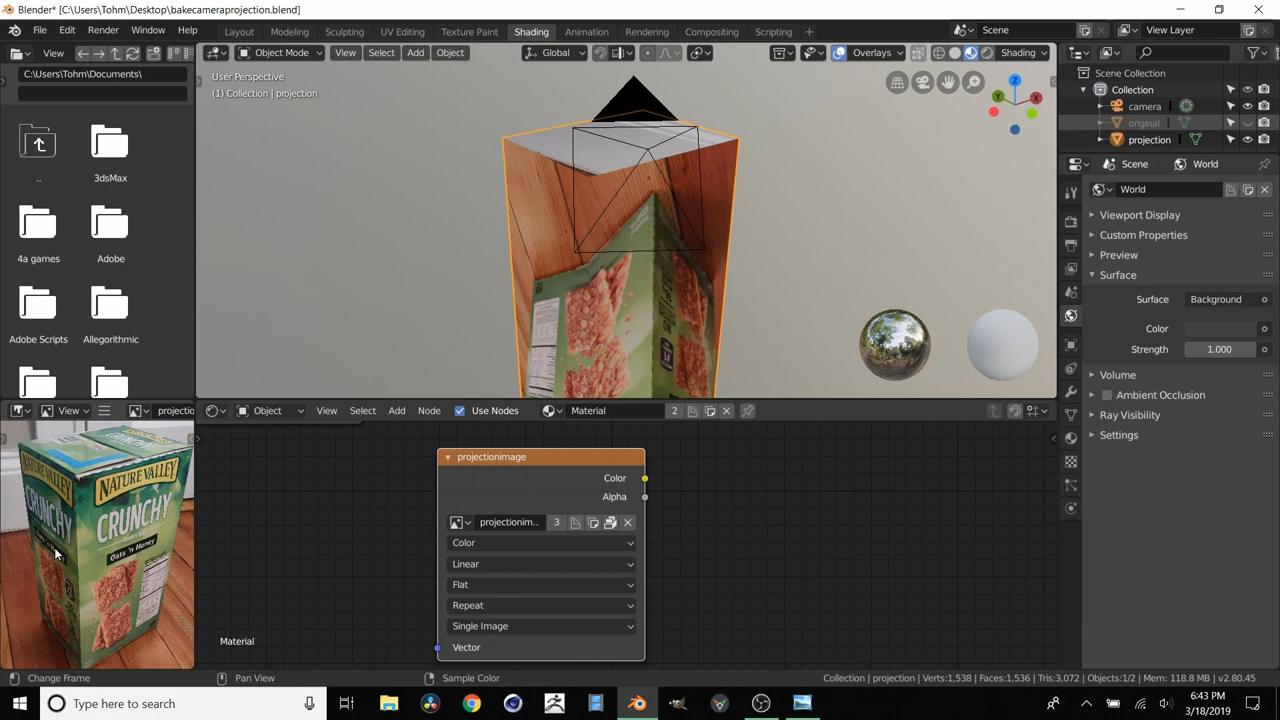 Blender* [C:\Users\Tohm\Desktop\bakecameraprojection.blend]
File Edit Render Window Help
Layout Modeling Sculpting UV Editing Texture Paint Shading Animation Rendering Compositing Scripting
Scene
View Layer
View
Object Mode View Select Add Object
Global
Overlays
Shading
C:\Users\Tohm\Documents\
User Perspective
(1) Collection | projection
Z
Y
X
Scene Collection
Collection
camera
original
projection
Scene
World
World
Viewport Display
Custom Properties
Preview
Surface
Surface Background
Color
Strength 1.000
Volume
Ambient Occlusion
Ray Visibility
Settings
..
3dsMax
4a games
Adobe
Adobe Scripts
Allegorithmic
View
projectio
Object View Select Add Node Use Nodes Material 2
projectionimage
Color
Alpha
projectionim.. 3
Color
Linear
Flat
Repeat
Single Image
Vector
Material
NATURE VALLEY
NATURE VALLEY
CRUNCHY
CRUNCHY
Oats 'n Honey
Change Frame
Pan View
Sample Color
Collection | projection | Verts:1,538 | Faces:1,536 | Tris:3,072 | Objects:1/2 | Mem: 118.8 MB | v2.80.45
Type here to search
6:43 PM
3/18/2019